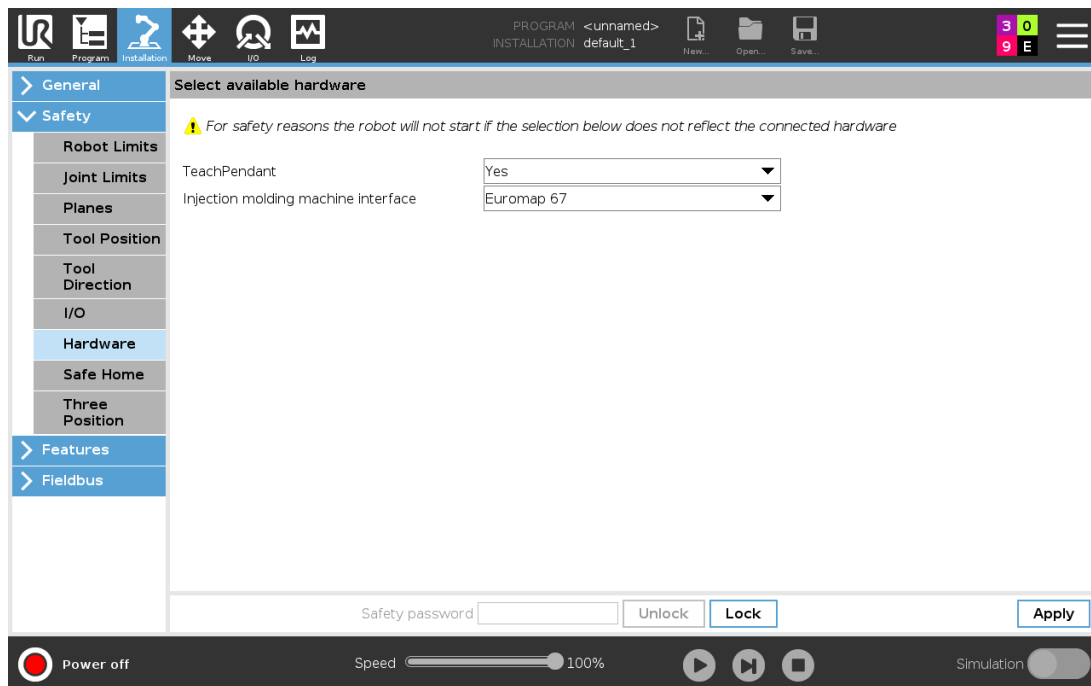 PROGRAM <unnamed>
INSTALLATION default_1
Run Program Installation Move I/O Log New... Open... Save...
3 0
9 E
General
Safety
Robot Limits
Joint Limits
Planes
Tool Position
Tool
Direction
I/O
Hardware
Safe Home
Three
Position
Features
Fieldbus
Select available hardware
For safety reasons the robot will not start if the selection below does not reflect the connected hardware
TeachPendant Yes
Injection molding machine interface Euromap 67
Safety password Unlock Lock Apply
Power off Speed 100% Simulation